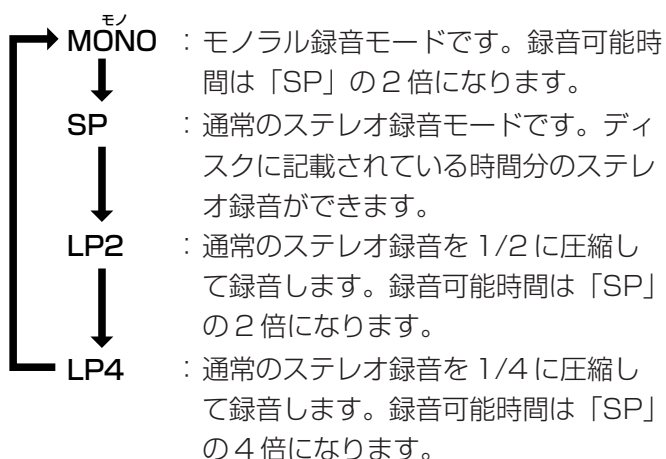 モノ
MONO ：モノラル録音モードです。録音可能時
間は「SP」の2倍になります。
SP ：通常のステレオ録音モードです。ディ
スクに記載されている時間分のステレ
オ録音ができます。
LP2 ：通常のステレオ録音を1/2に圧縮し
て録音します。録音可能時間は「SP」
の2倍になります。
LP4 ：通常のステレオ録音を1/4に圧縮し
て録音します。録音可能時間は「SP」
の4倍になります。